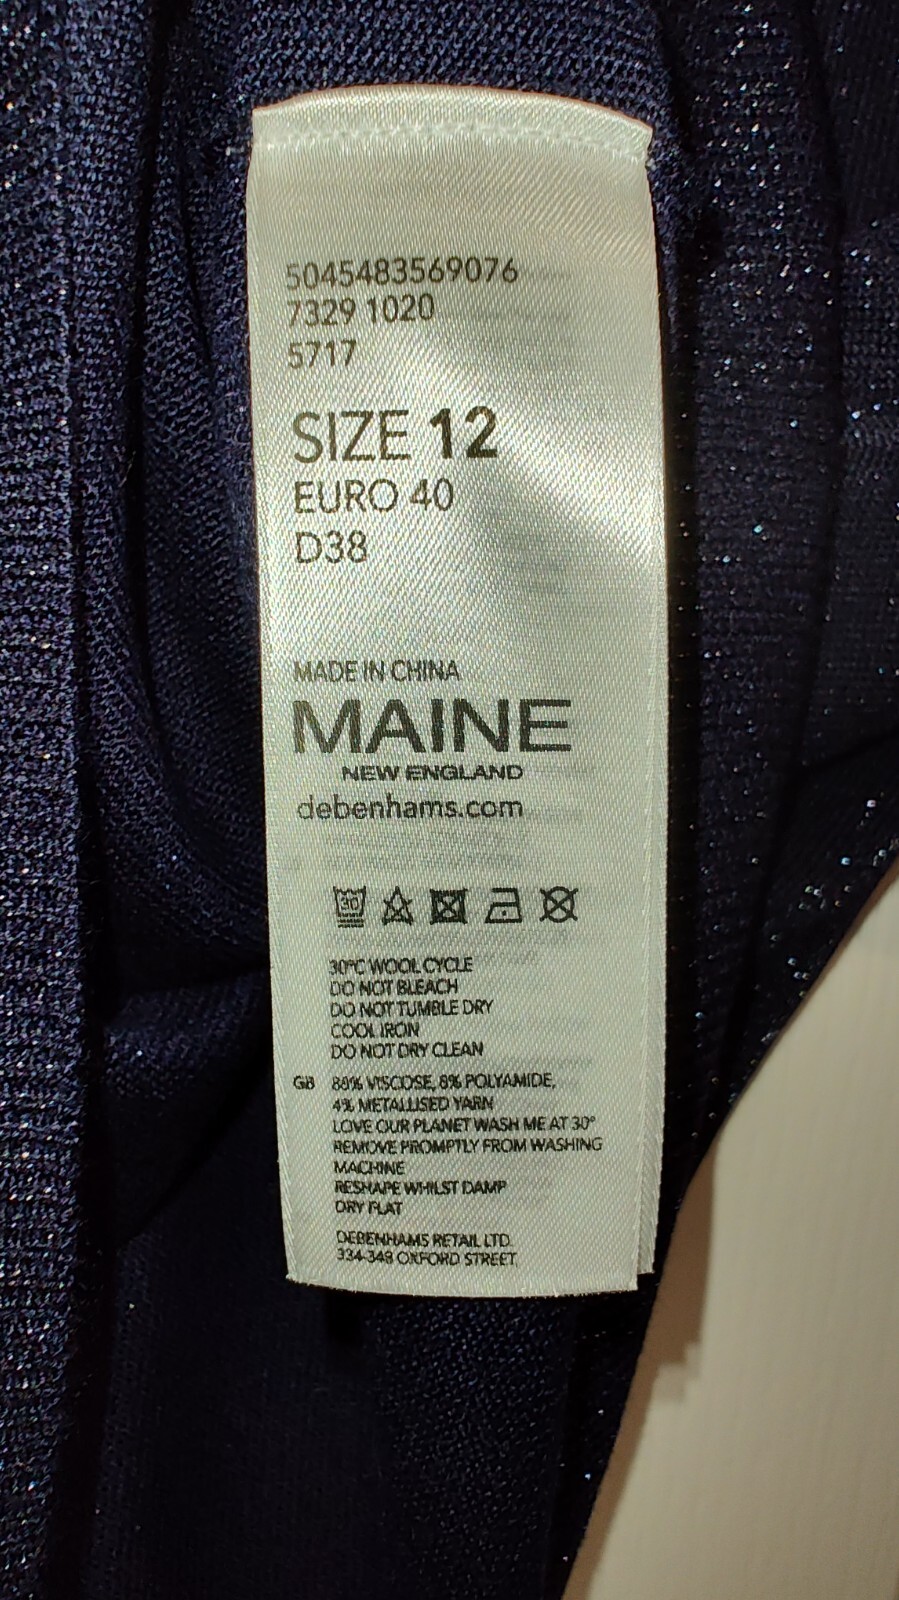 5045483569076
7329 1020
5717
SIZE 12
EURO 40
D38
MADE IN CHINA
MAINE
NEW ENGLAND
debenhams.com
30
30°C WOOL CYCLE
DO NOT BLEACH
DO NOT TUMBLE DRY
COOL IRON
DO NOT DRY CLEAN
GB 88% VISCOSE, 8% POLYAMIDE,
4% METALLISED YARN
LOVE OUR PLANET WASH ME AT 30°
REMOVE PROMPTLY FROM WASHING
MACHINE
RESHAPE WHILST DAMP
DRY FLAT
DEBENHAMS RETAIL LTD.
334-348 OXFORD STREET,